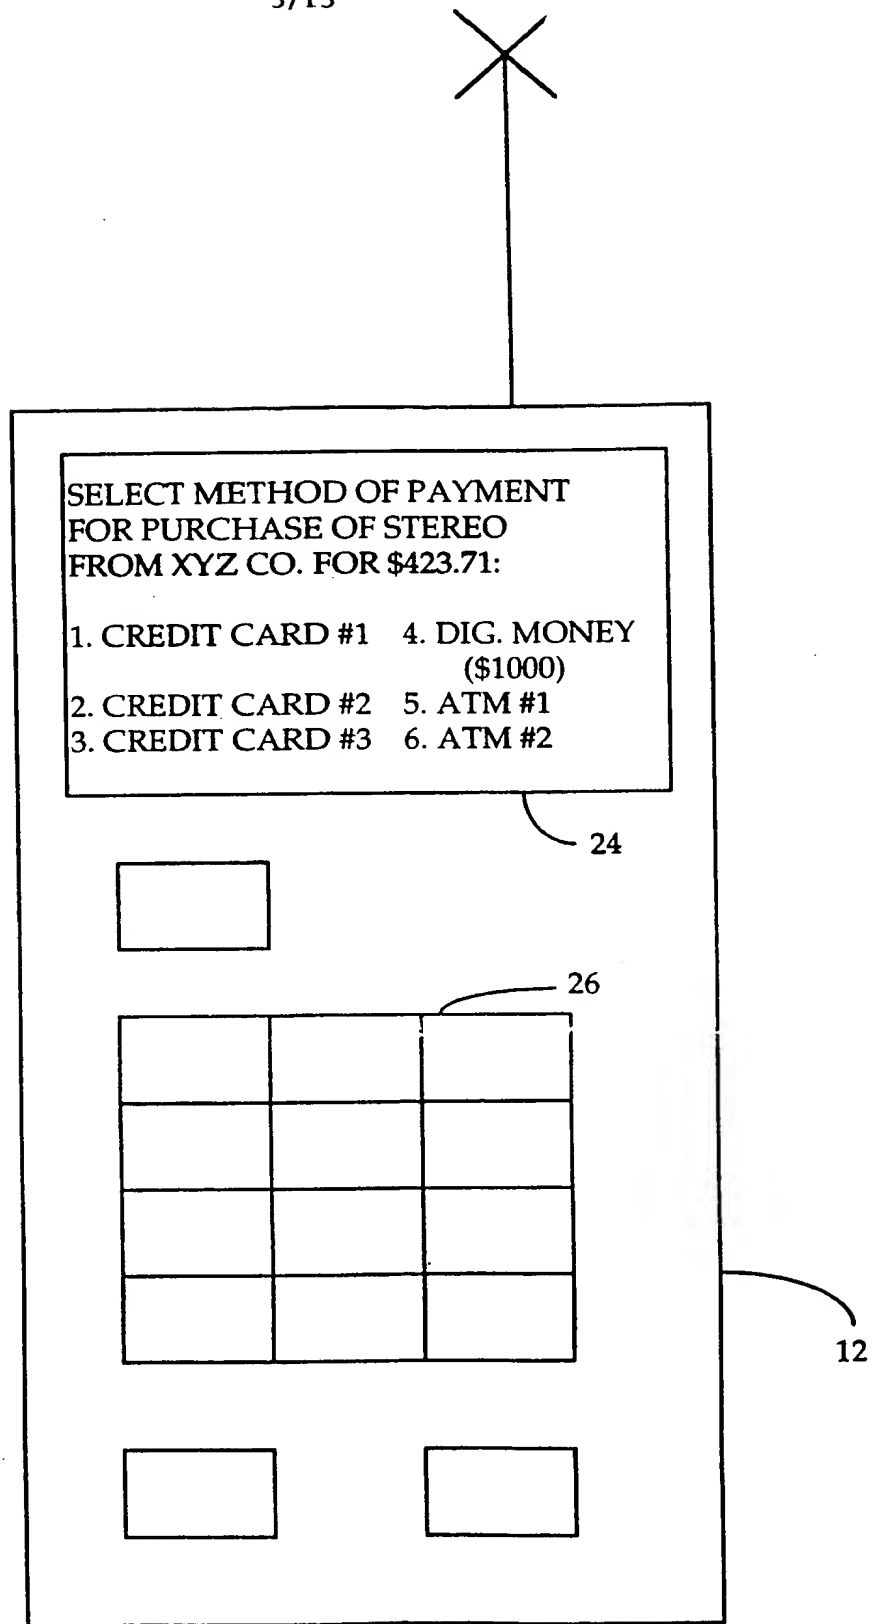 3/13
SELECT METHOD OF PAYMENT
FOR PURCHASE OF STEREO
FROM XYZ CO. FOR $423.71:
1. CREDIT CARD #1 4. DIG. MONEY
($1000)
2. CREDIT CARD #2 5. ATM #1
3. CREDIT CARD #3 6. ATM #2
24
26
12